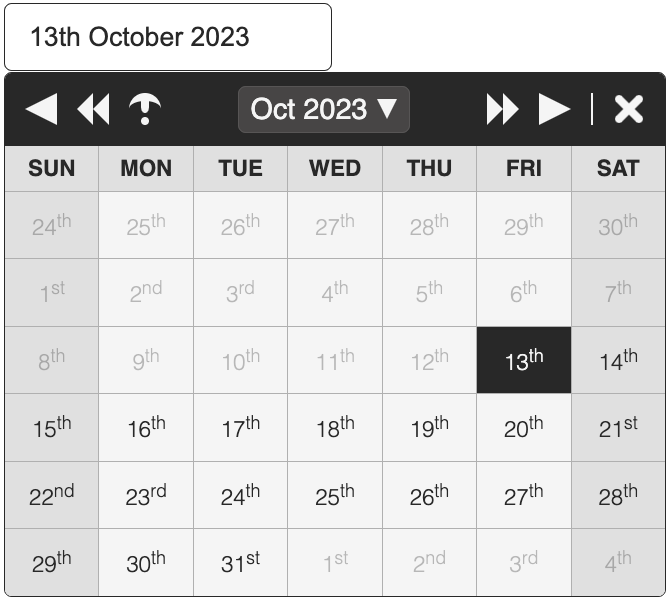 13th October 2023
Oct 2023 ▼
SUN MON TUE WED THU FRI SAT
24th 25th 26th 27th 28th 29th 30th
1st 2nd 3rd 4th 5th 6th 7th
8th 9th 10th 11th 12th 13th 14th
15th 16th 17th 18th 19th 20th 21st
22nd 23rd 24th 25th 26th 27th 28th
29th 30th 31st 1st 2nd 3rd 4th